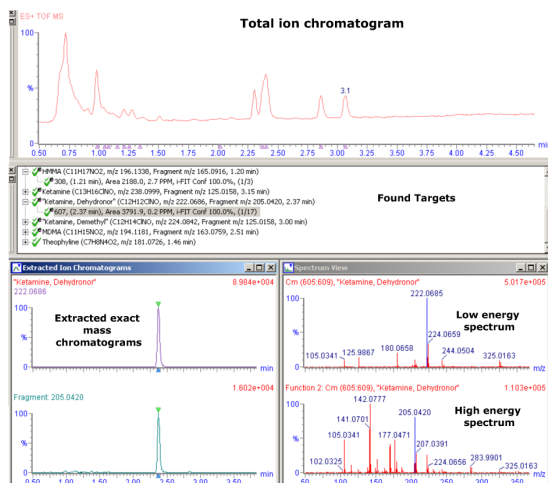 ES+ TOF MS
Total ion chromatogram
100
%
0
3.1
0.50 0.75 1.00 1.25 1.50 1.75 2.00 2.25 2.50 2.75 3.00 3.25 3.50 3.75 4.00 4.25 4.50
HMMA (C11H17NO2, m/z 196.1338, Fragment m/z 165.0916, 1.20 min)
308, (1.21 min), Area 2188.0, 2.7 PPM, i-FIT Conf 100.0%, (1/3)
Ketamine (C13H16ClNO, m/z 238.0999, Fragment m/z 125.0158, 3.15 min)
"Ketamine, Dehydronor" (C12H12ClNO, m/z 222.0686, Fragment m/z 205.0420, 2.37 min)
607, (2.37 min), Area 3791.9, 0.2 PPM, i-FIT Conf 100.0%, (1/17)
"Ketamine, Demethyl" (C12H14ClNO, m/z 224.0842, Fragment m/z 125.0158, 3.00 min)
MDMA (C11H15NO2, m/z 194.1181, Fragment m/z 163.0759, 2.51 min)
Theophyline (C7H8N4O2, m/z 181.0726, 1.46 min)
Found Targets
Extracted Ion Chromatograms
"Ketamine, Dehydronor"
8.984e+004
222.0686
100
%
0
min
Extracted exact
mass
chromatograms
Fragment: 205.0420
1.602e+004
100
%
0
min
0.50 1.00 1.50 2.00 2.50 3.00 3.50
Spectrum View
Cm (605:609), "Ketamine, Dehydronor"
5.017e+005
222.0685
100
%
0
Low energy
spectrum
224.0659
180.0658
105.0341
125.9867
244.0504
325.0163
m/z
Function 2: Cm (605:609), "Ketamine, Dehydronor"
1.103e+005
142.0777
100
%
0
141.0701
205.0420
High energy
spectrum
105.0341
177.0471
207.0391
102.0325
224.0656
283.9901
325.0163
m/z
100 150 200 250 300